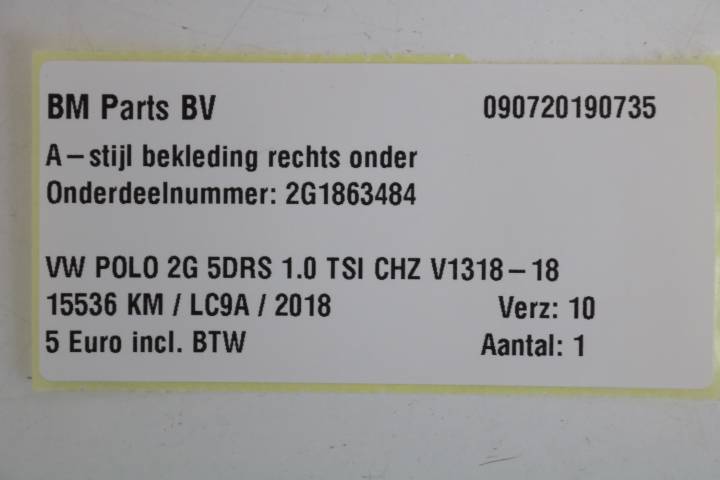 BM Parts BV 090720190735
A-stijl bekleding rechts onder
Onderdeelnummer: 2G1863484
VW POLO 2G 5DRS 1.0 TSI CHZ V1318-18
15536 KM / LC9A / 2018 Verz: 10
5 Euro incl. BTW Aantal: 1